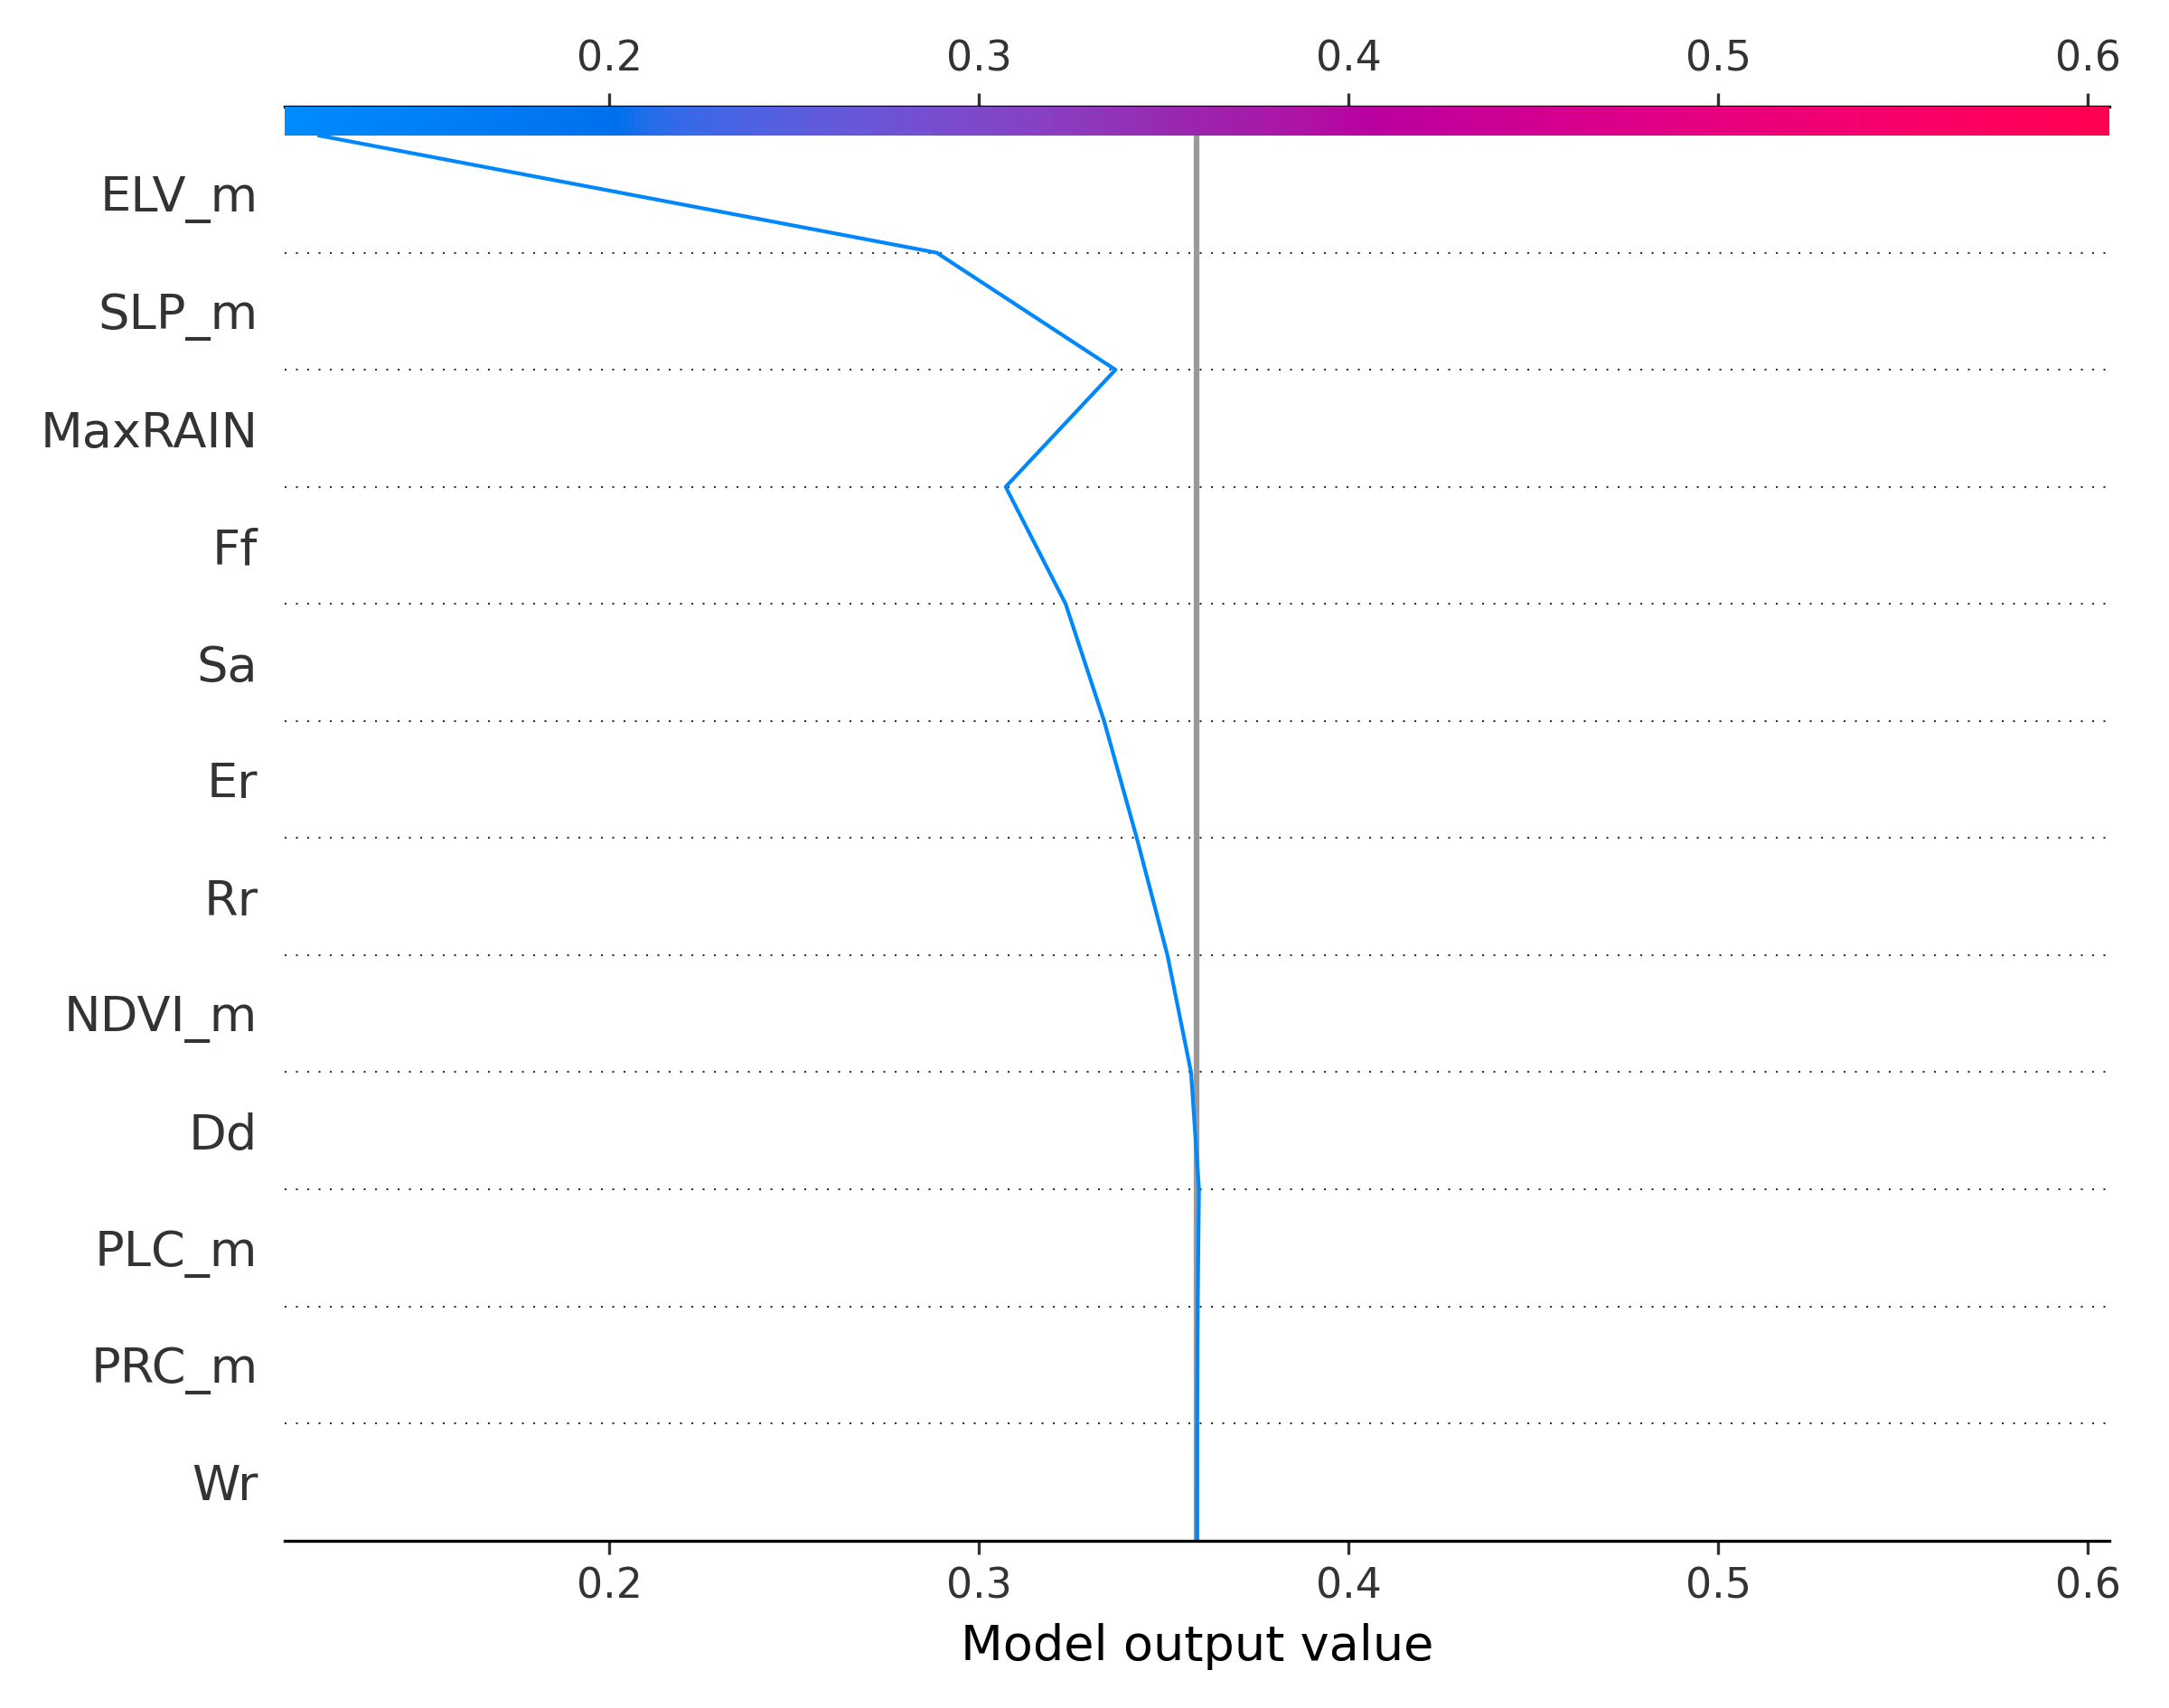 0.2 0.3 0.4 0.5 0.6
ELV_m
SLP_m
MaxRAIN
Ff
Sa
Er
Rr
NDVI_m
Dd
PLC_m
PRC_m
Wr
0.2 0.3 0.4 0.5 0.6
Model output value